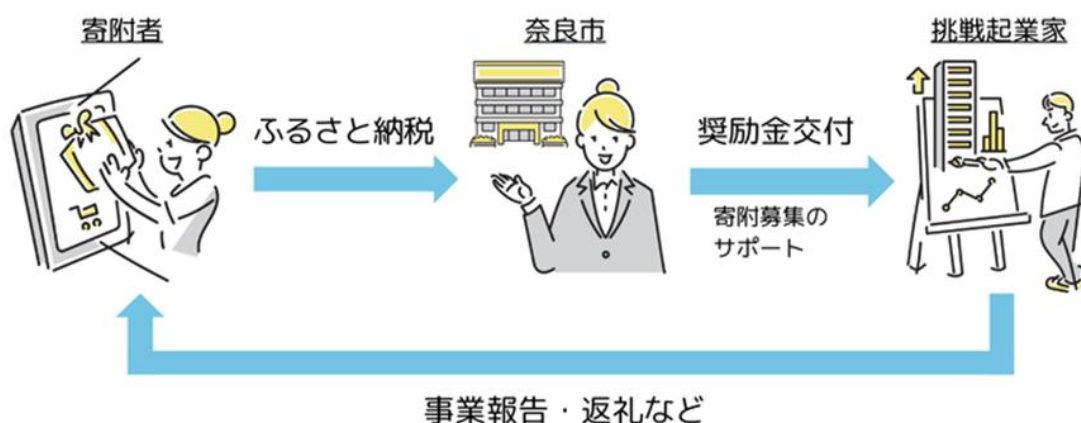 寄附者
奈良市
挑戦起業家
ふるさと納税
奨励金交付
寄附募集の
サポート
事業報告・返礼など